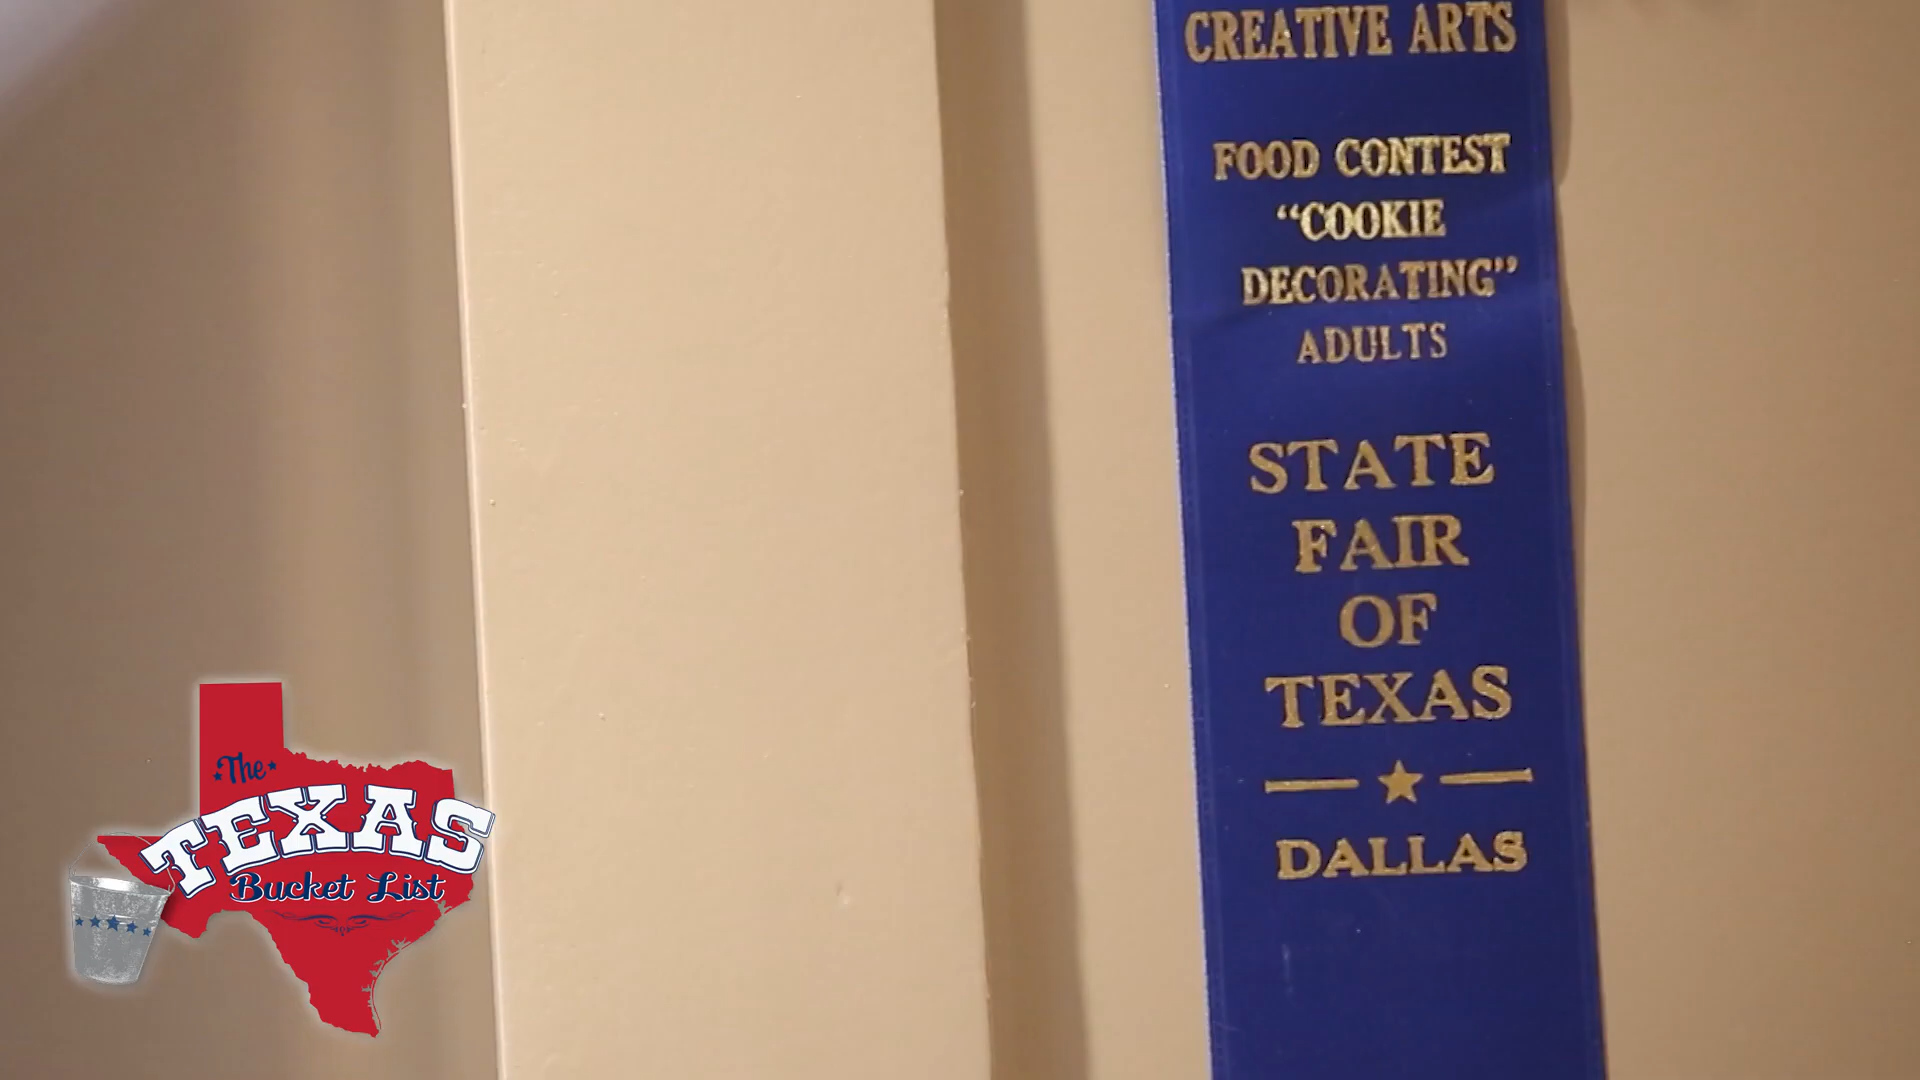 CREATIVE ARTS
FOOD CONTEST
“COOKIE
DECORATING”
ADULTS
STATE
FAIR
OF
TEXAS
DALLAS
The
TEXAS
Bucket List